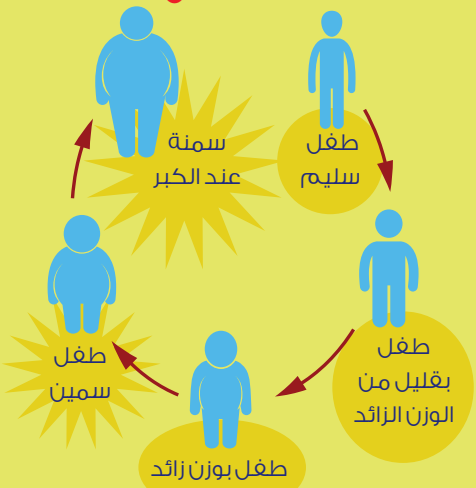 طفل
سليم
طفل
بقليل من
الوزن الزائد
طفل بوزن زائد
طفل
سمين
سمنة
عند الكبر